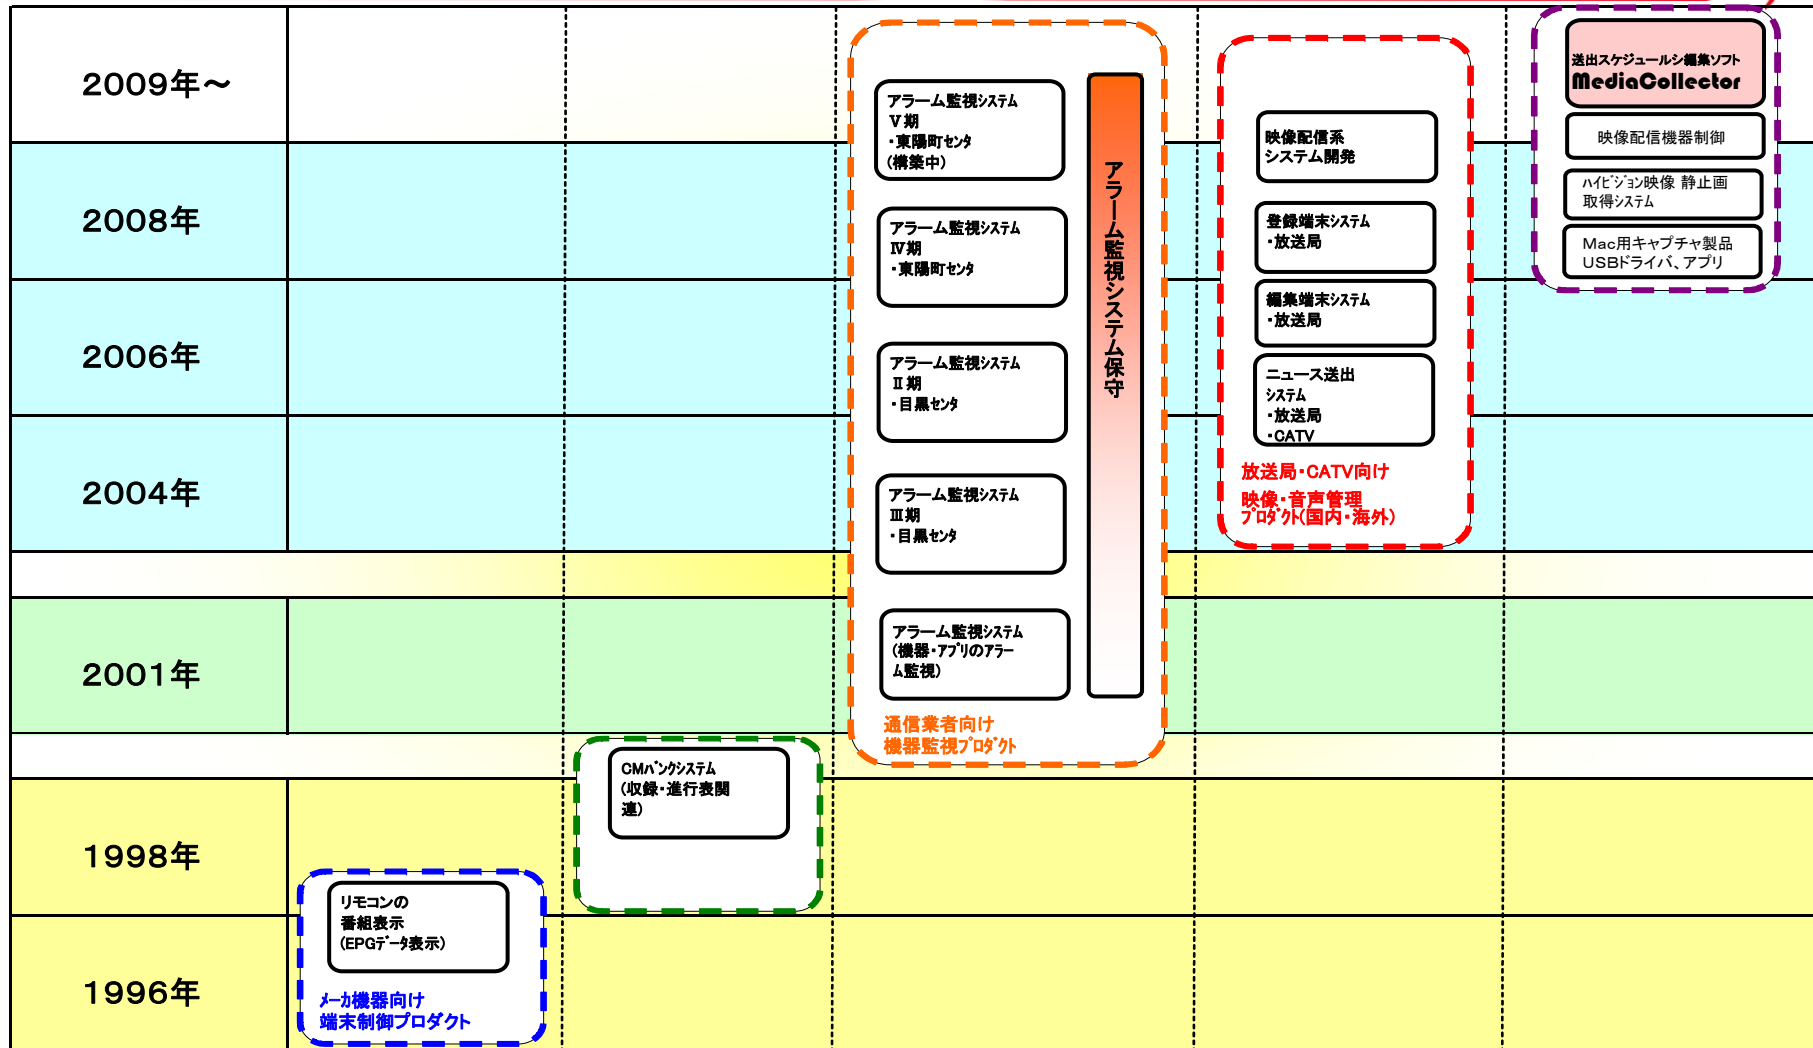 2009年～
2008年
2006年
2004年
2001年
1998年
1996年
リモコンの
番組表示
(EPGﾃﾞｰﾀ表示)
ﾒｰｶ機器向け
端末制御プロダクト
CMﾊﾞﾝｸｼｽﾃﾑ
(収録・進行表関
連)
アラーム監視ｼｽﾃﾑ
Ⅴ期
・東陽町ｾﾝﾀ
(構築中)
アラーム監視ｼｽﾃﾑ
Ⅳ期
・東陽町ｾﾝﾀ
アラーム監視ｼｽﾃﾑ
Ⅱ期
・目黒ｾﾝﾀ
アラーム監視ｼｽﾃﾑ
Ⅲ期
・目黒ｾﾝﾀ
アラーム監視ｼｽﾃﾑ
(機器・ｱﾌﾟﾘのアラー
ム監視)
通信業者向け
機器監視ﾌﾟﾛﾀﾞｸﾄ
アラーム監視システム保守
映像配信系
システム開発
登録端末ｼｽﾃﾑ
・放送局
編集端末ｼｽﾃﾑ
・放送局
ニュース送出
ｼｽﾃﾑ
・放送局
・CATV
放送局・CATV向け
映像・音声管理
ﾌﾟﾛﾀﾞｸﾄ(国内・海外)
送出スケジュールシ編集ソフト
MediaCollector
映像配信機器制御
ﾊｲﾋﾞｼﾞｮﾝ映像 静止画
取得システム
Mac用キャプチャ製品
USBドライバ、アプリ